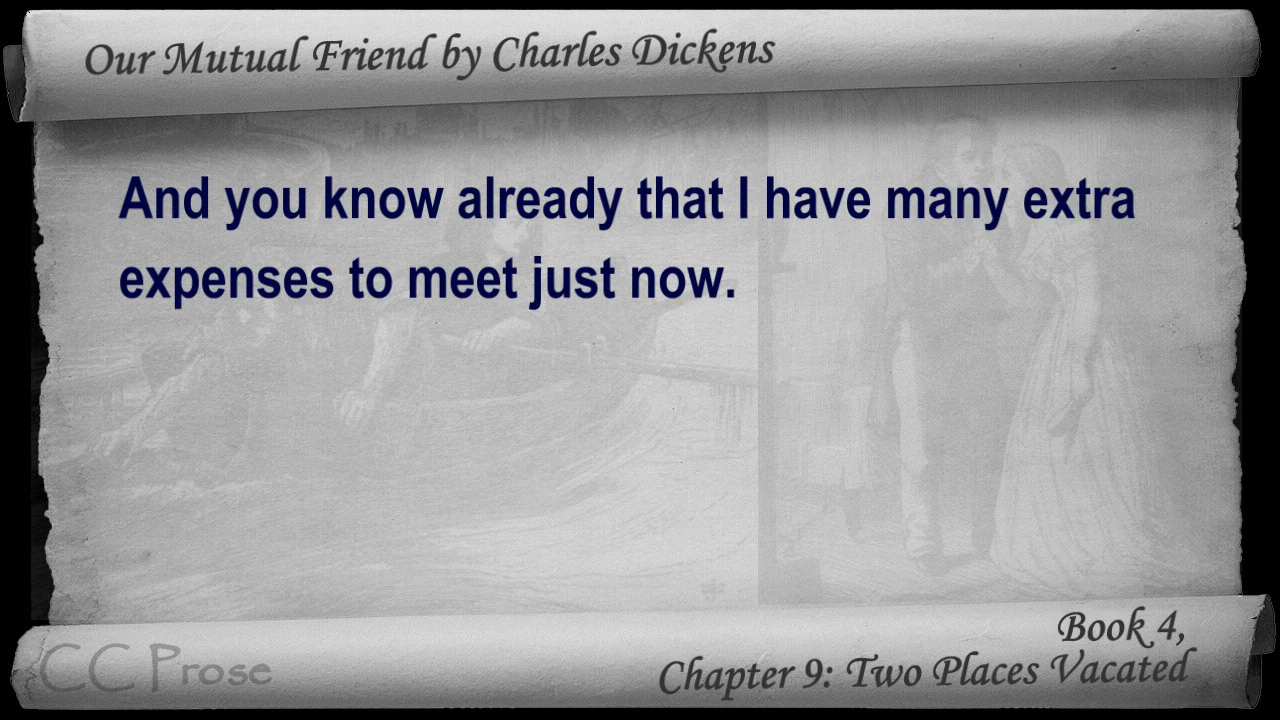 Our Mutual Friend by Charles Dickens
And you know already that I have many extra
expenses to meet just now.
Book 4,
Chapter 9: Two Places Vacated
CC Prose